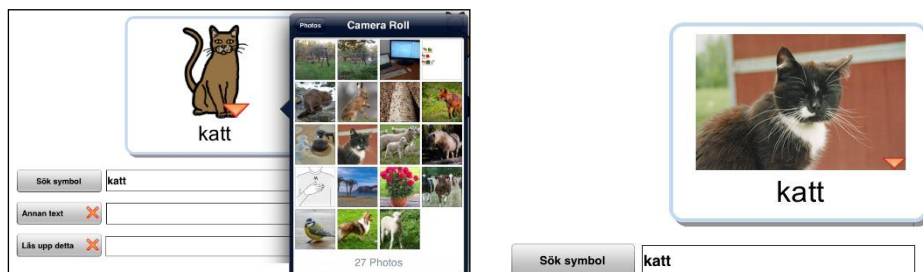 Photos Camera Roll
katt
Sök symbol katt
Annan text
Läs upp detta
27 Photos
katt
Sök symbol katt